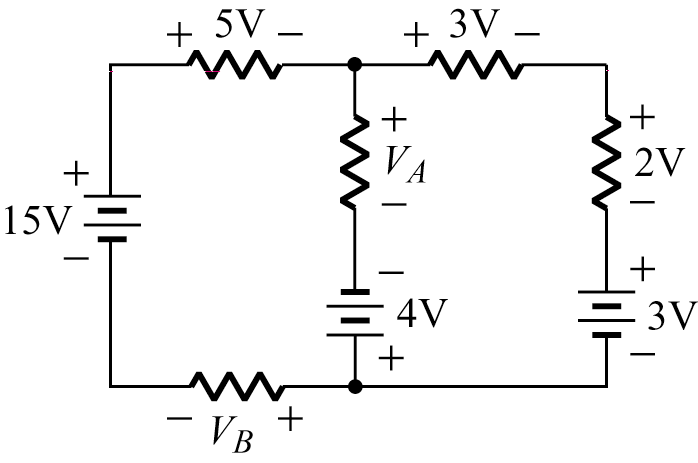 + 5V − + 3V −
+ V_A −
+ 2V −
+ 15V −
− 4V +
+ 3V −
− V_B +